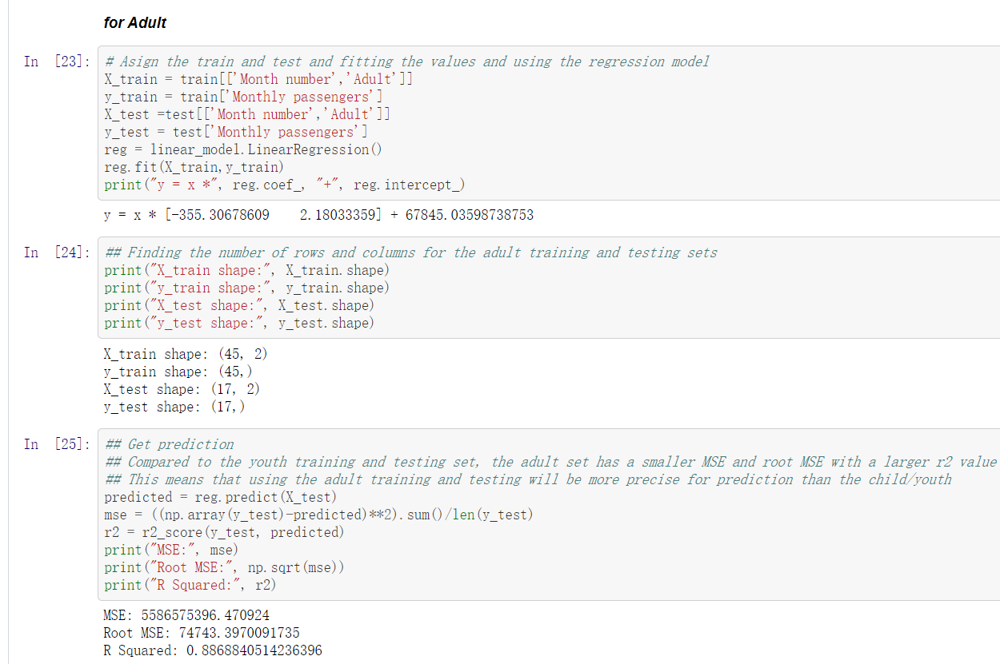 for Adult
In [23]: # Asign the train and test and fitting the values and using the regression model
X_train = train[['Month number','Adult']]
y_train = train['Monthly passengers']
X_test =test[['Month number','Adult']]
y_test = test['Monthly passengers']
reg = linear_model.LinearRegression()
reg.fit(X_train,y_train)
print("y = x *", reg.coef_, "+", reg.intercept_)
y = x * [-355.30678609    2.18033359] + 67845.03598738753
In [24]: ## Finding the number of rows and columns for the adult training and testing sets
print("X_train shape:", X_train.shape)
print("y_train shape:", y_train.shape)
print("X_test shape:", X_test.shape)
print("y_test shape:", y_test.shape)
X_train shape: (45, 2)
y_train shape: (45,)
X_test shape: (17, 2)
y_test shape: (17,)
In [25]: ## Get prediction
## Compared to the youth training and testing set, the adult set has a smaller MSE and root MSE with a larger r2 value
## This means that using the adult training and testing will be more precise for prediction than the child/youth
predicted = reg.predict(X_test)
mse = ((np.array(y_test)-predicted)**2).sum()/len(y_test)
r2 = r2_score(y_test, predicted)
print("MSE:", mse)
print("Root MSE:", np.sqrt(mse))
print("R Squared:", r2)
MSE: 5586575396.470924
Root MSE: 74743.3970091735
R Squared: 0.8868840514236396